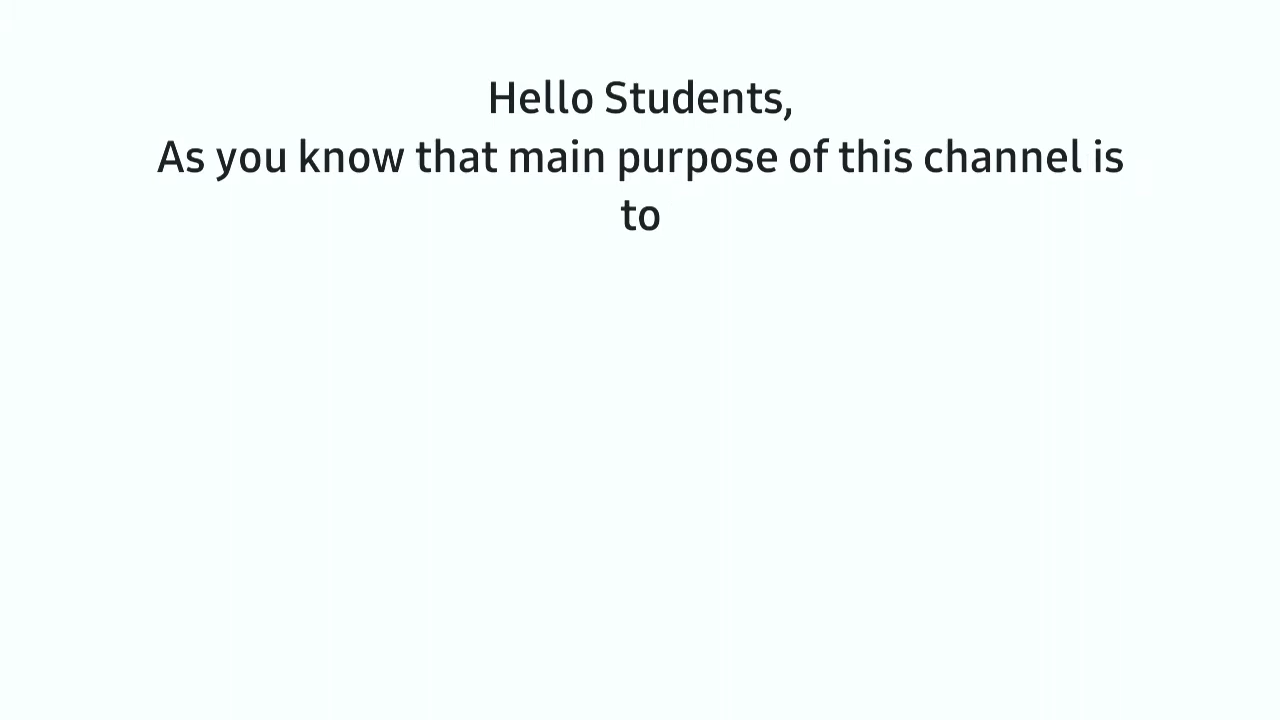 Hello Students,
As you know that main purpose of this channel is
to